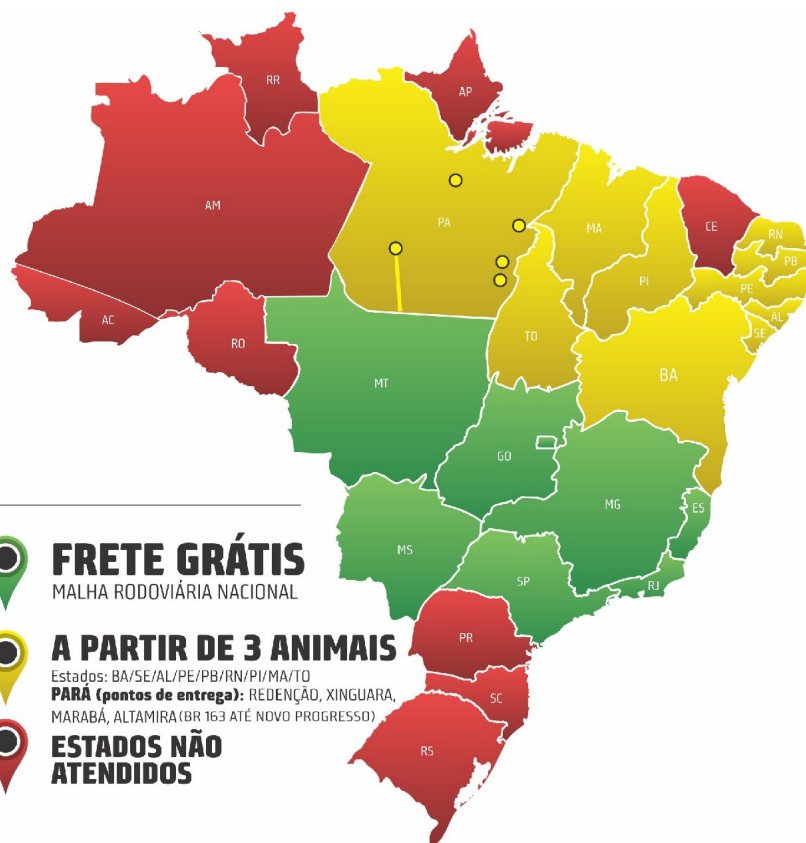 RR
AP
AM
PA
MA
CE
RN
PB
PI
PE
AL
SE
AC
RO
TO
BA
MT
GO
MG
ES
MS
SP
RJ
PR
SC
RS
FRETE GRÁTIS
MALHA RODOVIÁRIA NACIONAL
A PARTIR DE 3 ANIMAIS
Estados: BA/SE/AL/PE/PB/RN/PI/MA/TO
PARÁ (pontos de entrega): REDENÇÃO, XINGUARA,
MARABÁ, ALTAMIRA (BR 163 ATÉ NOVO PROGRESSO)
ESTADOS NÃO
ATENDIDOS